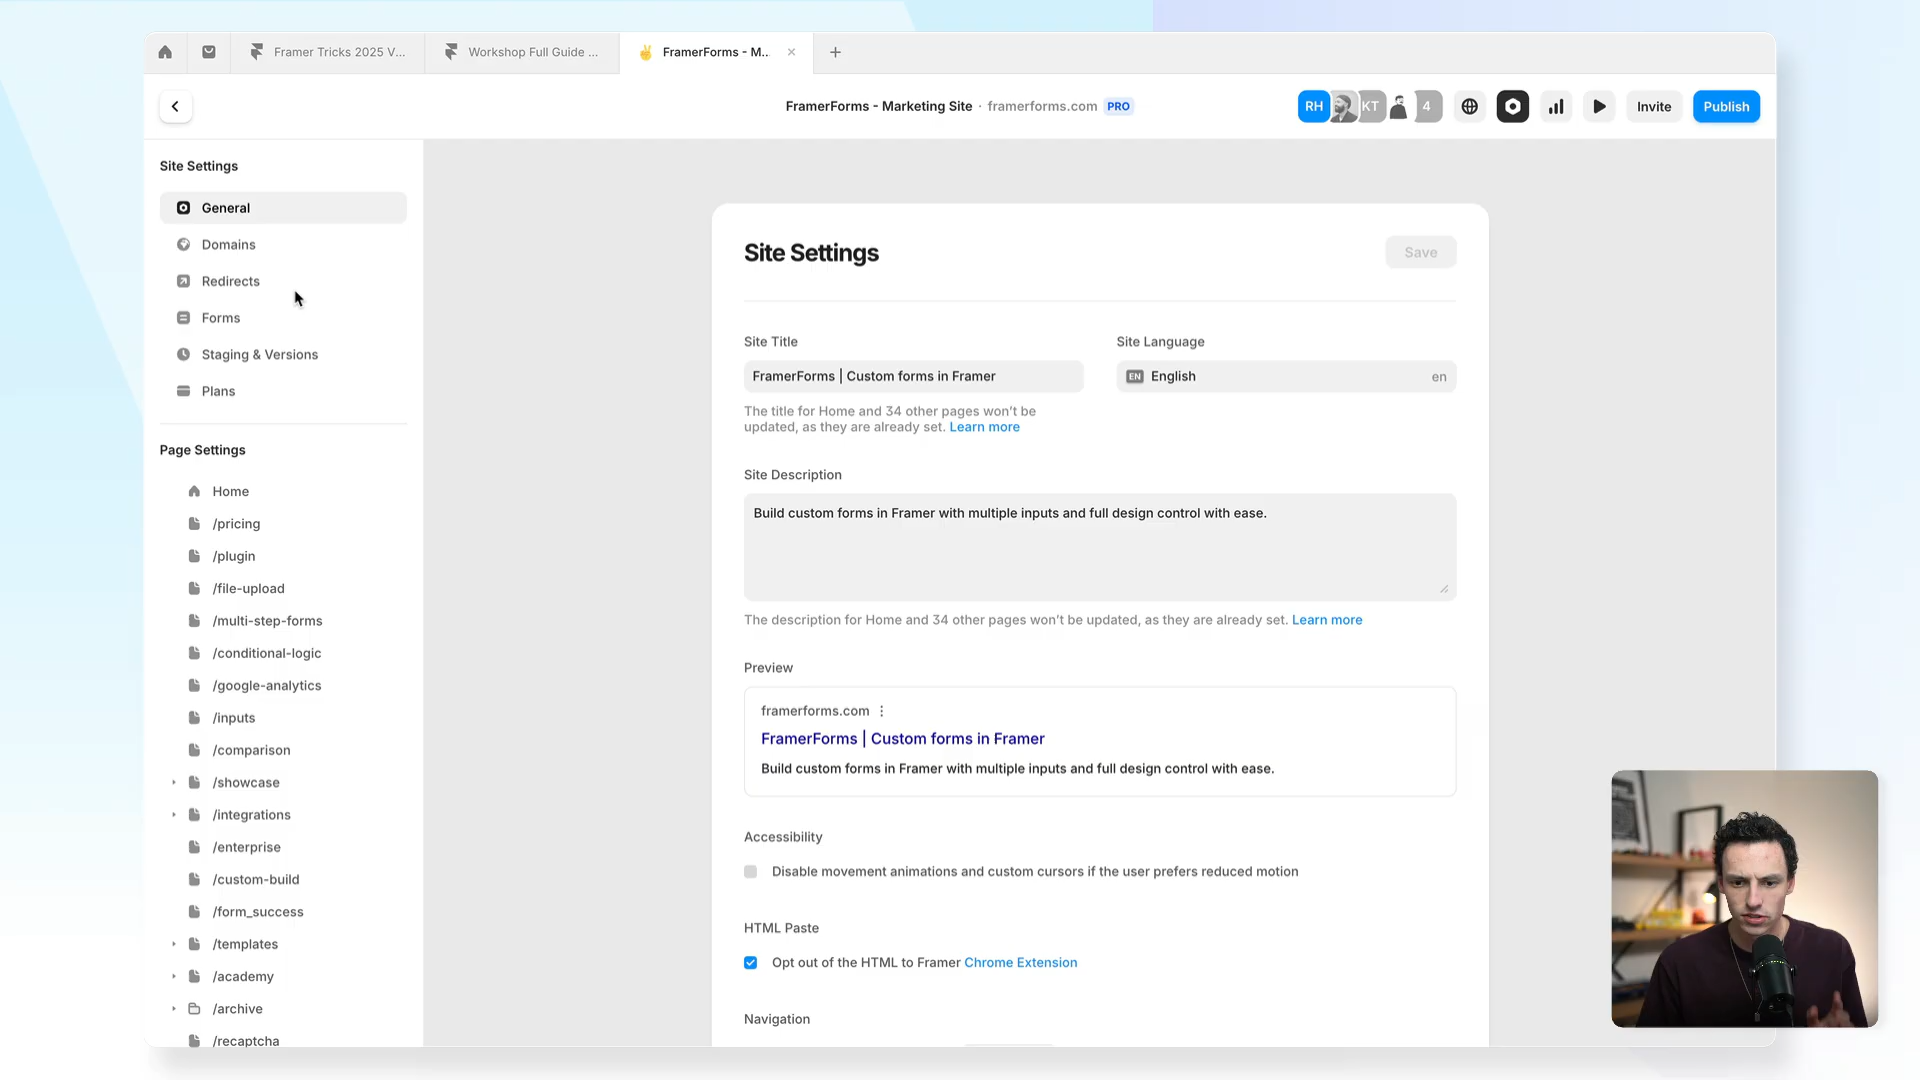 Framer Tricks 2025 V...
Workshop Full Guide ...
FramerForms - M..
FramerForms - Marketing Site · framerforms.com PRO
RH
KT
4
Invite
Publish
Site Settings
General
Domains
Redirects
Forms
Staging & Versions
Plans
Page Settings
Home
/pricing
/plugin
/file-upload
/multi-step-forms
/conditional-logic
/google-analytics
/inputs
/comparison
/showcase
/integrations
/enterprise
/custom-build
/form_success
/templates
/academy
/archive
/recaptcha
Site Settings
Save
Site Title
FramerForms | Custom forms in Framer
The title for Home and 34 other pages won't be
updated, as they are already set. Learn more
Site Language
EN English en
Site Description
Build custom forms in Framer with multiple inputs and full design control with ease.
The description for Home and 34 other pages won't be updated, as they are already set. Learn more
Preview
framerforms.com
FramerForms | Custom forms in Framer
Build custom forms in Framer with multiple inputs and full design control with ease.
Accessibility
Disable movement animations and custom cursors if the user prefers reduced motion
HTML Paste
Opt out of the HTML to Framer Chrome Extension
Navigation